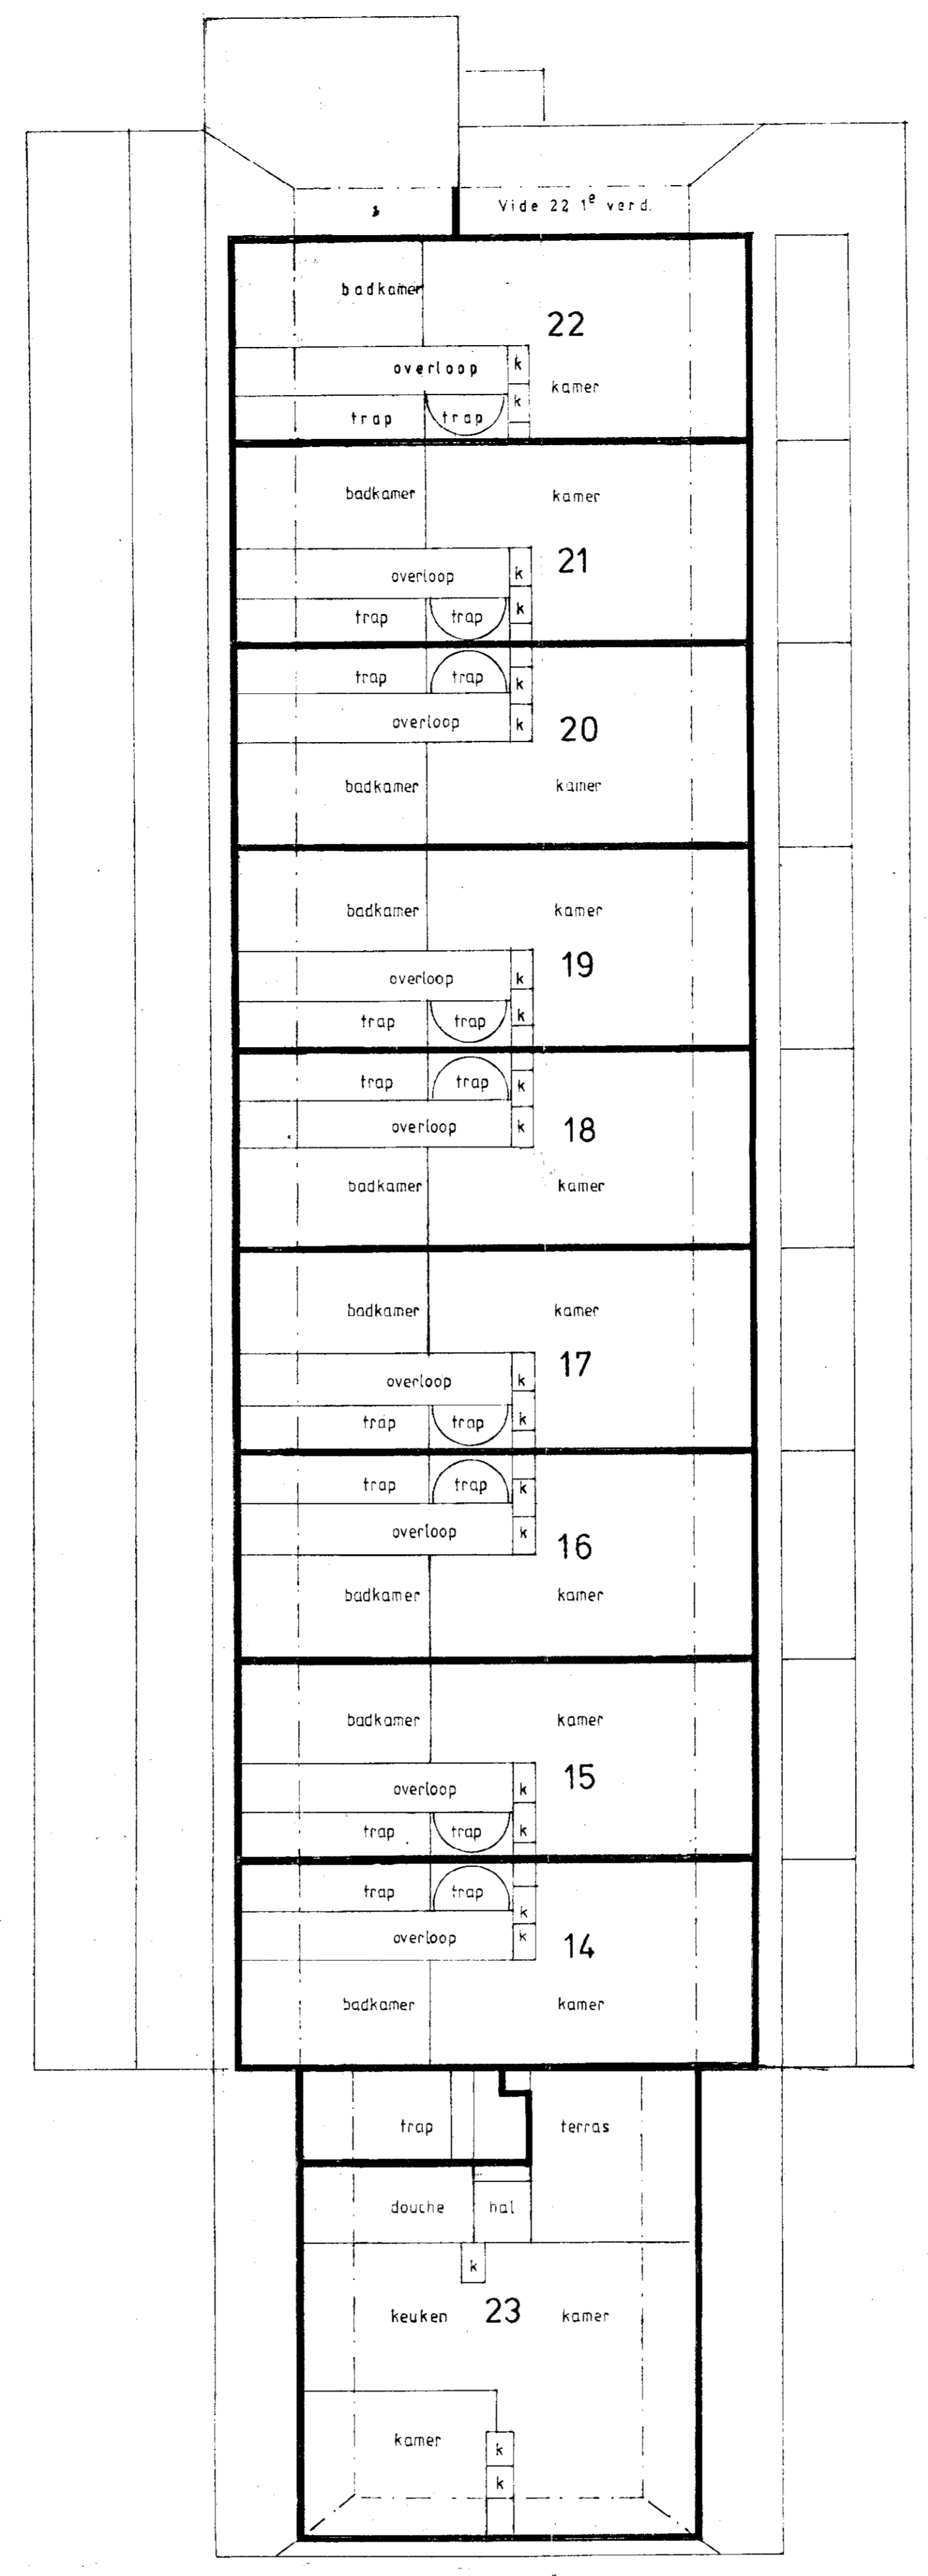 s
Vide 22 1e verd.
badkamer
22
overloop k
kamer
k
trap trap
badkamer kamer
overloop k 21
trap trap k
trap trap k
overloop k 20
badkamer kamer
badkamer kamer
overloop k 19
trap trap k
trap trap k
overloop k 18
badkamer kamer
badkamer kamer
overloop k 17
trap trap k
trap trap k
overloop k 16
badkamer kamer
badkamer kamer
overloop k 15
trap trap k
trap trap k
overloop k 14
badkamer kamer
trap terras
douche hal
k
keuken 23 kamer
kamer k
k